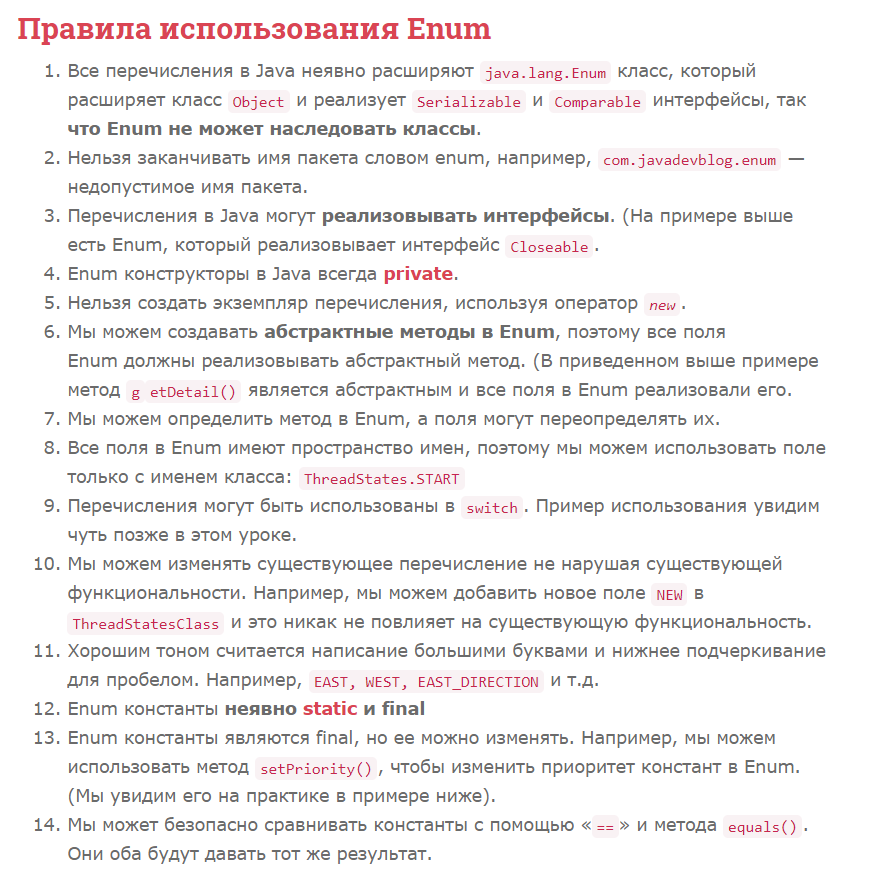 Правила использования Enum
1. Все перечисления в Java неявно расширяют java.lang.Enum класс, который
расширяет класс Object и реализует Serializable и Comparable интерфейсы, так
что Enum не может наследовать классы.
2. Нельзя заканчивать имя пакета словом enum, например, com.javadevblog.enum —
недопустимое имя пакета.
3. Перечисления в Java могут реализовывать интерфейсы. (На примере выше
есть Enum, который реализовывает интерфейс Closeable.
4. Enum конструкторы в Java всегда private.
5. Нельзя создать экземпляр перечисления, используя оператор new.
6. Мы можем создавать абстрактные методы в Enum, поэтому все поля
Enum должны реализовывать абстрактный метод. (В приведенном выше примере
метод g etDetail() является абстрактным и все поля в Enum реализовали его.
7. Мы можем определить метод в Enum, а поля могут переопределять их.
8. Все поля в Enum имеют пространство имен, поэтому мы можем использовать поле
только с именем класса: ThreadStates.START
9. Перечисления могут быть использованы в switch. Пример использования увидим
чуть позже в этом уроке.
10. Мы можем изменять существующее перечисление не нарушая существующей
функциональности. Например, мы можем добавить новое поле NEW в
ThreadStatesClass и это никак не повлияет на существующую функциональность.
11. Хорошим тоном считается написание большими буквами и нижнее подчеркивание
для пробелом. Например, EAST, WEST, EAST_DIRECTION и т.д.
12. Enum константы неявно static и final
13. Enum константы являются final, но ее можно изменять. Например, мы можем
использовать метод setPriority(), чтобы изменить приоритет констант в Enum.
(Мы увидим его на практике в примере ниже).
14. Мы может безопасно сравнивать константы с помощью «==» и метода equals().
Они оба будут давать тот же результат.